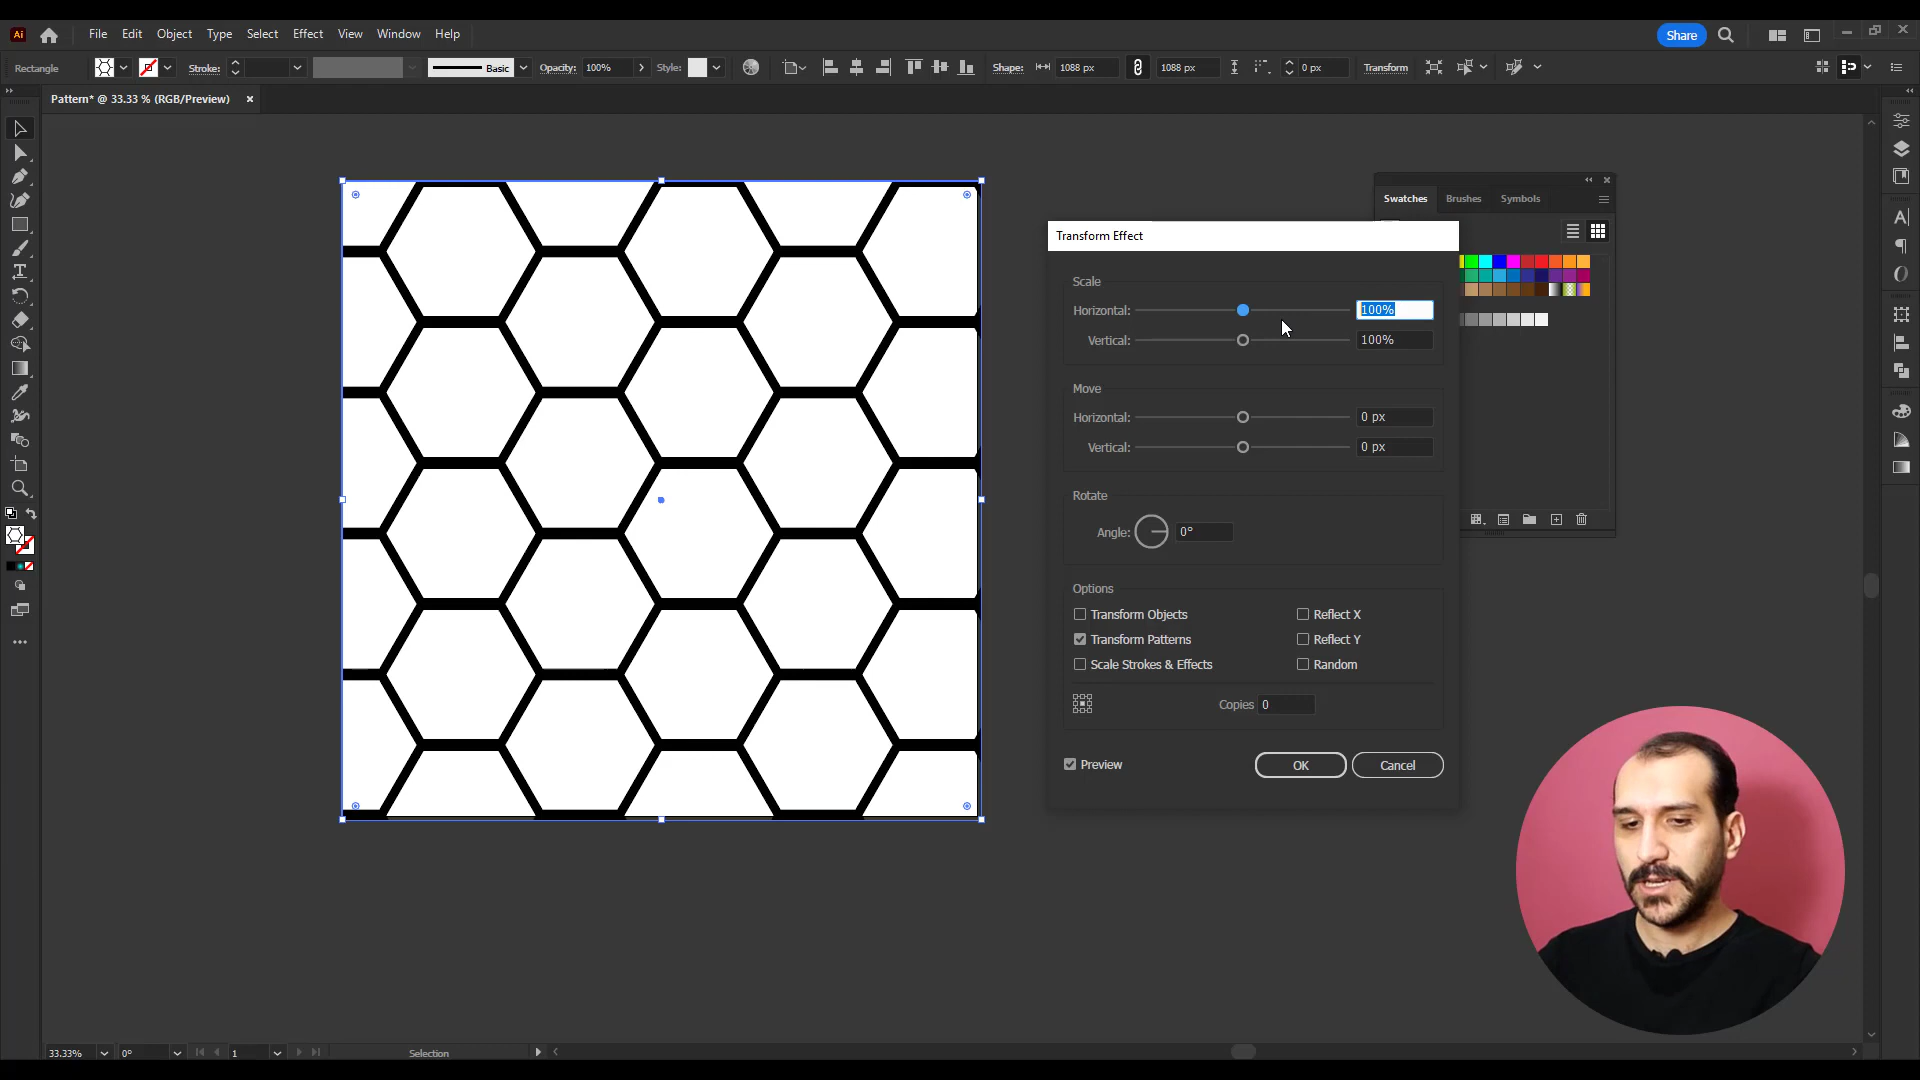 Ai File Edit Object Type Select Effect View Window Help Share
Rectangle Stroke: Basic Opacity: 100% Style: Shape: 1088 px 1088 px 0 px Transform
Pattern* @ 33.33 % (RGB/Preview) ×
Swatches Brushes Symbols
Transform Effect
Scale
Horizontal: 100%
Vertical: 100%
Move
Horizontal: 0 px
Vertical: 0 px
Rotate
Angle: 0°
Options
Transform Objects Reflect X
Transform Patterns Reflect Y
Scale Strokes & Effects Random
Copies 0
Preview OK Cancel
33.33% 0° 1 Selection